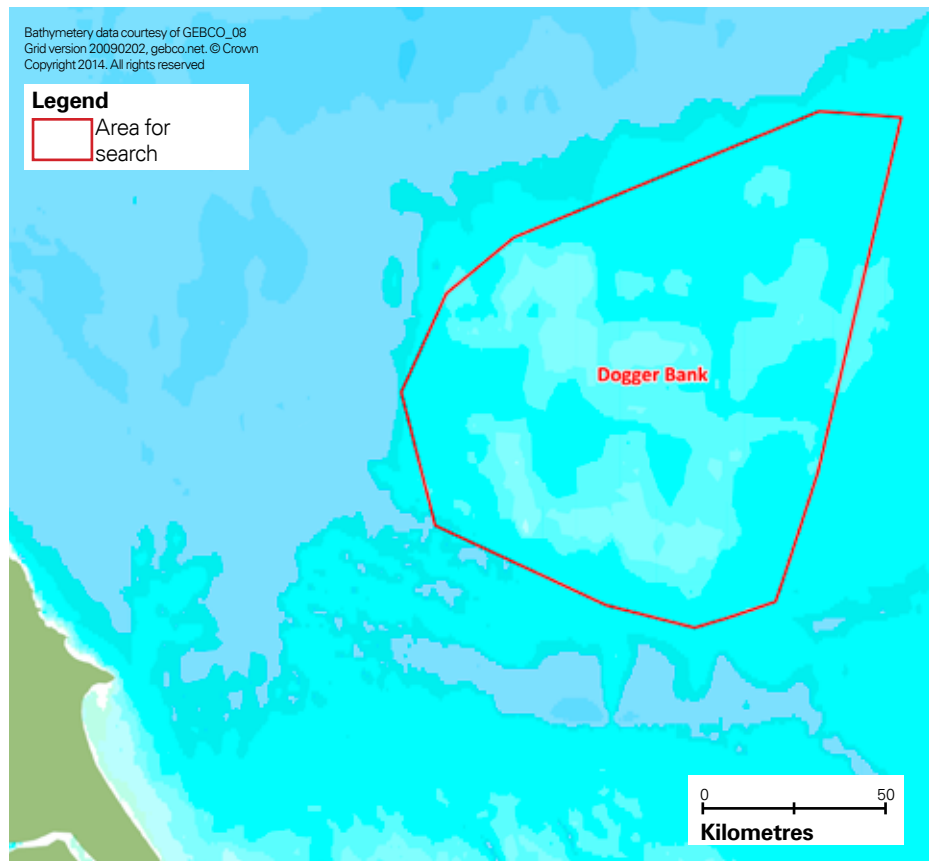 Bathymetery data courtesy of GEBCO_08
Grid version 20090202, gebco.net. © Crown
Copyright 2014. All rights reserved
Legend
Area for
search
Dogger Bank
0 50
Kilometres